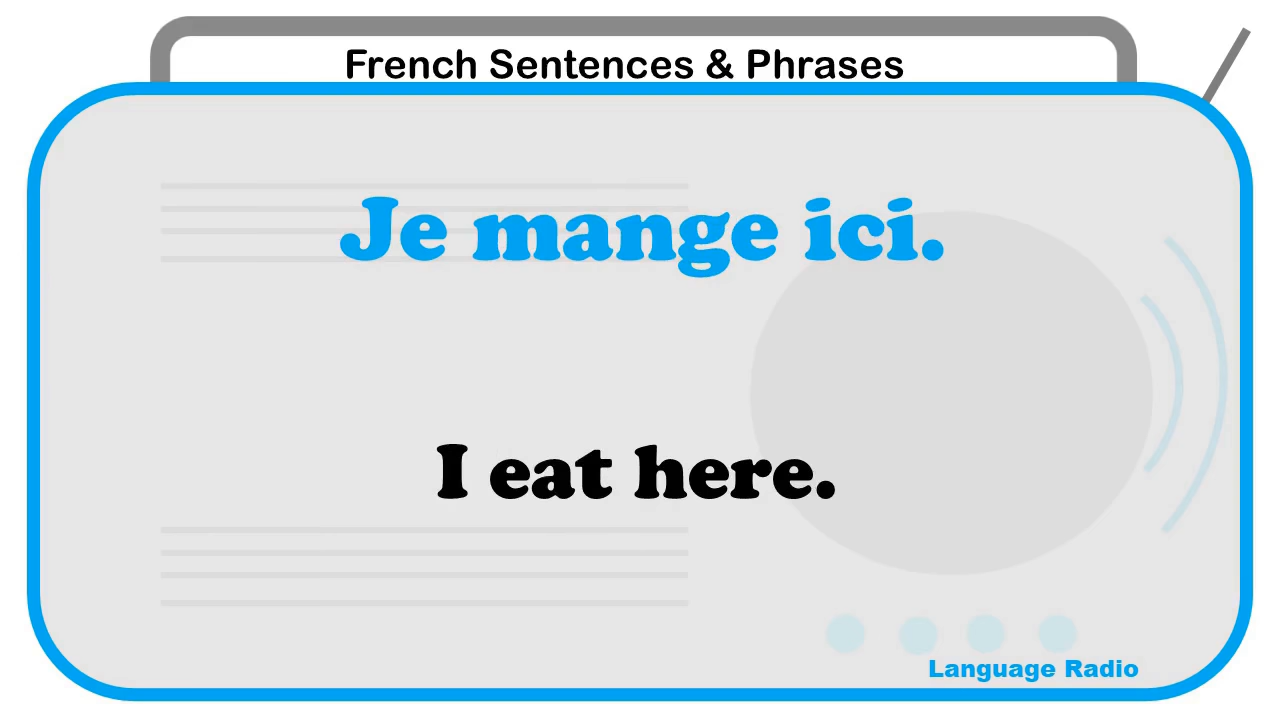 French Sentences & Phrases
Je mange ici.
I eat here.
Language Radio